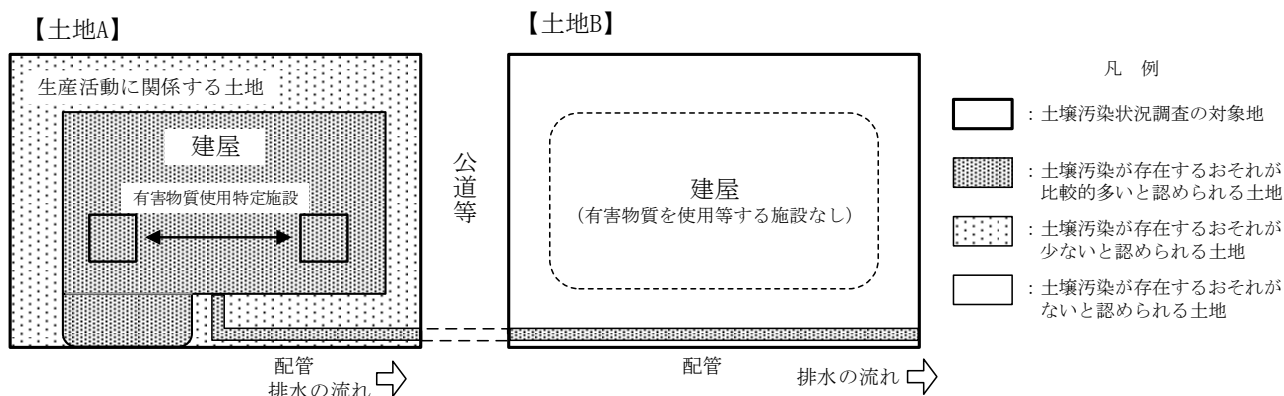 【土地A】
生産活動に関係する土地
建屋
有害物質使用特定施設
配管
排水の流れ
公道等
【土地B】
建屋
(有害物質を使用等する施設なし)
配管
排水の流れ
凡 例
：土壌汚染状況調査の対象地
：土壌汚染が存在するおそれが
比較的多いと認められる土地
：土壌汚染が存在するおそれが
少ないと認められる土地
：土壌汚染が存在するおそれが
ないと認められる土地